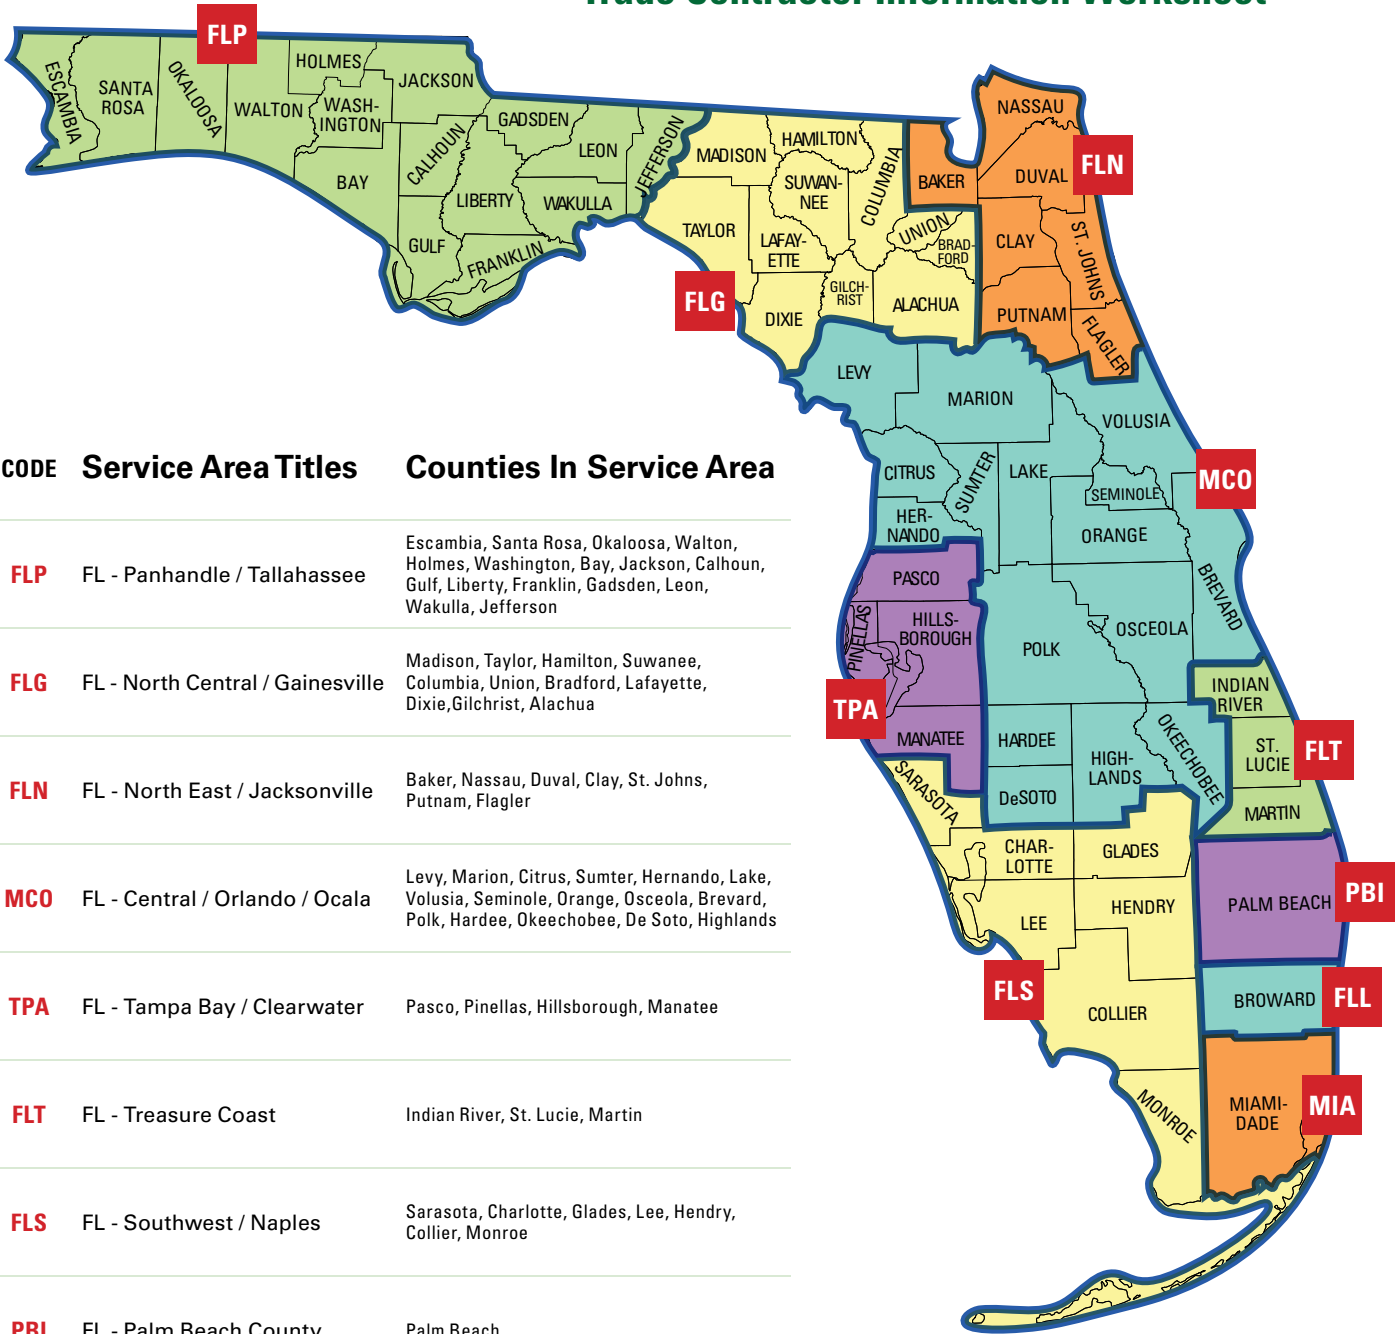 Trade Contractor Information Worksheet
FLP
ESCAMBIA
SANTA
ROSA
OKALOOSA
WALTON
HOLMES
WASH-
INGTON
JACKSON
BAY
CALHOUN
GULF
LIBERTY
GADSDEN
LEON
WAKULLA
FRANKLIN
JEFFERSON
MADISON
HAMILTON
SUWAN-
NEE
COLUMBIA
TAYLOR
LAFAY-
ETTE
UNION
BRAD-
FORD
GILCH-
RIST
ALACHUA
DIXIE
FLG
NASSAU
BAKER
DUVAL
FLN
CLAY
ST. JOHNS
PUTNAM
FLAGLER
LEVY
MARION
VOLUSIA
CITRUS
SUMTER
LAKE
SEMINOLE
MCO
HER-
NANDO
ORANGE
BREVARD
PASCO
PINELLAS
HILLS-
BOROUGH
POLK
OSCEOLA
TPA
MANATEE
HARDEE
HIGH-
LANDS
OKEECHOBEE
DeSOTO
INDIAN
RIVER
ST.
LUCIE
FLT
MARTIN
SARASOTA
CHAR-
LOTTE
GLADES
LEE
HENDRY
PALM BEACH
PBI
FLS
COLLIER
BROWARD
FLL
MONROE
MIAMI-
DADE
MIA
CODE Service Area Titles Counties In Service Area
FLP FL - Panhandle / Tallahassee
Escambia, Santa Rosa, Okaloosa, Walton,
Holmes, Washington, Bay, Jackson, Calhoun,
Gulf, Liberty, Franklin, Gadsden, Leon,
Wakulla, Jefferson
FLG FL - North Central / Gainesville
Madison, Taylor, Hamilton, Suwanee,
Columbia, Union, Bradford, Lafayette,
Dixie,Gilchrist, Alachua
FLN FL - North East / Jacksonville
Baker, Nassau, Duval, Clay, St. Johns,
Putnam, Flagler
MCO FL - Central / Orlando / Ocala
Levy, Marion, Citrus, Sumter, Hernando, Lake,
Volusia, Seminole, Orange, Osceola, Brevard,
Polk, Hardee, Okeechobee, De Soto, Highlands
TPA FL - Tampa Bay / Clearwater Pasco, Pinellas, Hillsborough, Manatee
FLT FL - Treasure Coast Indian River, St. Lucie, Martin
FLS FL - Southwest / Naples
Sarasota, Charlotte, Glades, Lee, Hendry,
Collier, Monroe
PBI FL - Palm Beach County Palm Beach